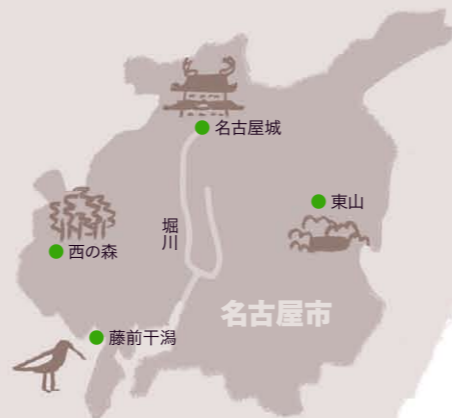 名古屋城
東山
堀川
西の森
名古屋市
藤前干潟